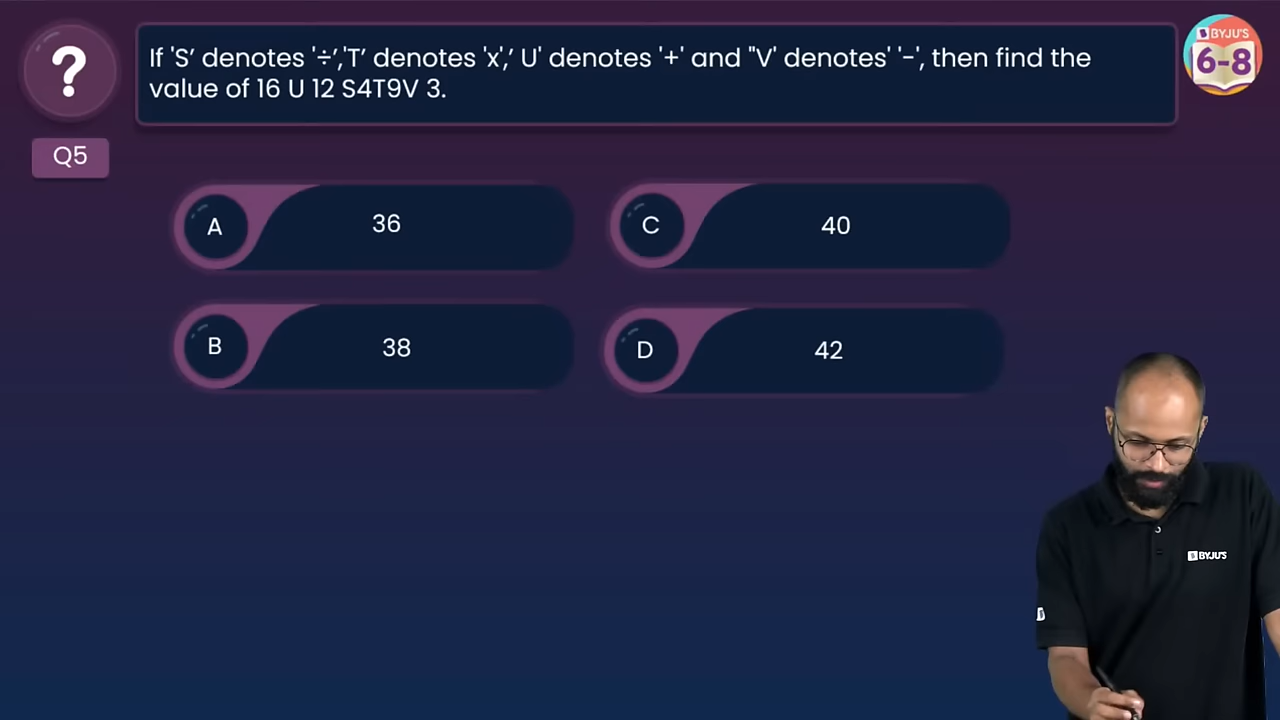 ?
If 'S’ denotes '÷’,'T’ denotes 'x',’ U' denotes '+' and "V' denotes' '-', then find the
value of 16 U 12 S4T9V 3.
BYJU'S
6-8
Q5
A
36
C
40
B
38
D
42
BYJU'S